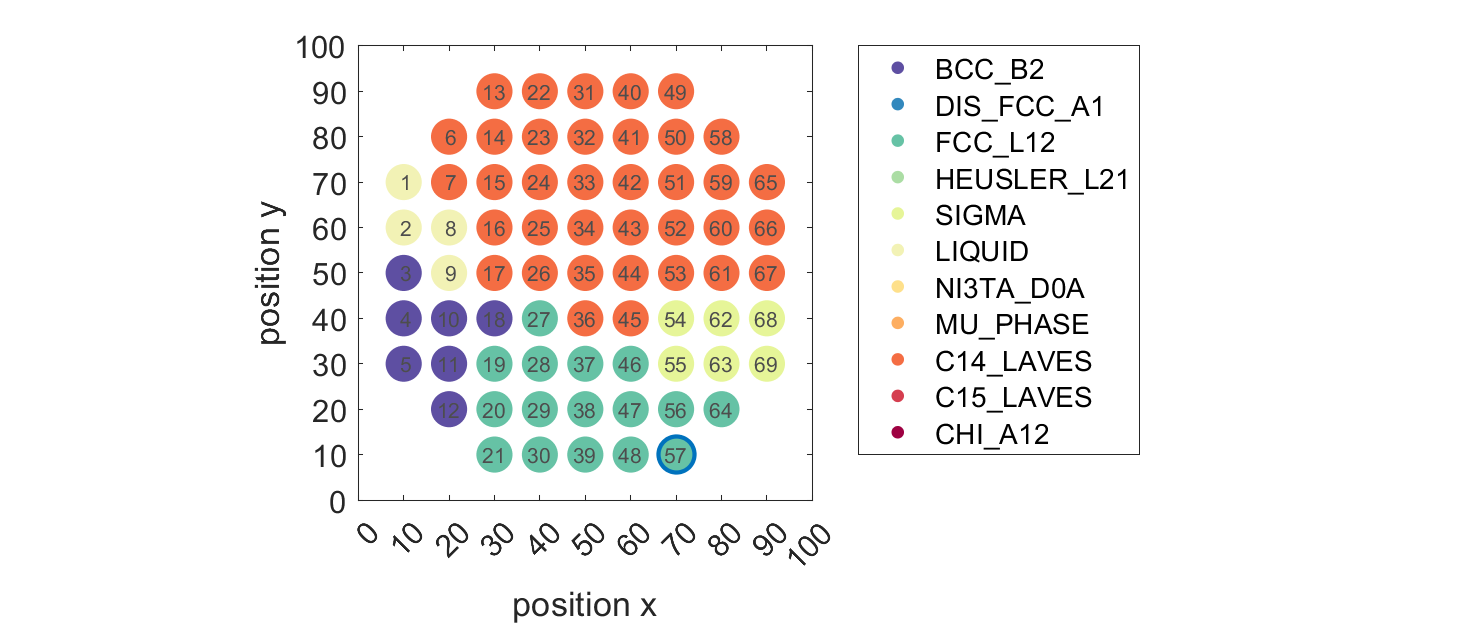 100
90
13 22 31 40 49
80
6 14 23 32 41 50 58
70
1 7 15 24 33 42 51 59 65
60
2 8 16 25 34 43 52 60 66
50
3 9 17 26 35 44 53 61 67
40
4 10 18 27 36 45 54 62 68
30
5 11 19 28 37 46 55 63 69
20
12 20 29 38 47 56 64
10
21 30 39 48 57
0
0 10 20 30 40 50 60 70 80 90 100
position x
position y
BCC_B2
DIS_FCC_A1
FCC_L12
HEUSLER_L21
SIGMA
LIQUID
NI3TA_D0A
MU_PHASE
C14_LAVES
C15_LAVES
CHI_A12